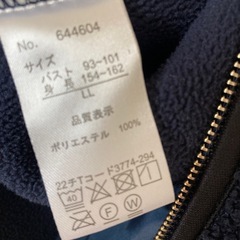 No. 644604
サイズ
バスト 93~101
身長 154~162
LL
品質表示
ポリエステル 100%
22チTコード3774-294
40
F W